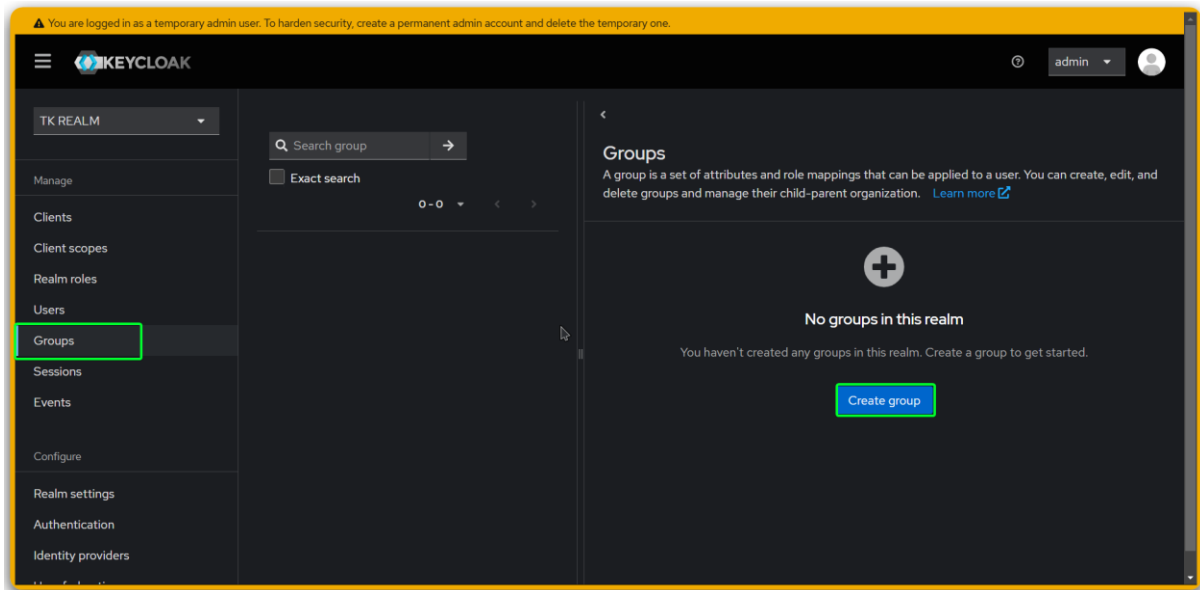 You are logged in as a temporary admin user. To harden security, create a permanent admin account and delete the temporary one.
KEYCLOAK
admin
TK REALM
Manage
Clients
Client scopes
Realm roles
Users
Groups
Sessions
Events
Configure
Realm settings
Authentication
Identity providers
Search group
Exact search
0 - 0
Groups
A group is a set of attributes and role mappings that can be applied to a user. You can create, edit, and
delete groups and manage their child-parent organization. Learn more
No groups in this realm
You haven't created any groups in this realm. Create a group to get started.
Create group